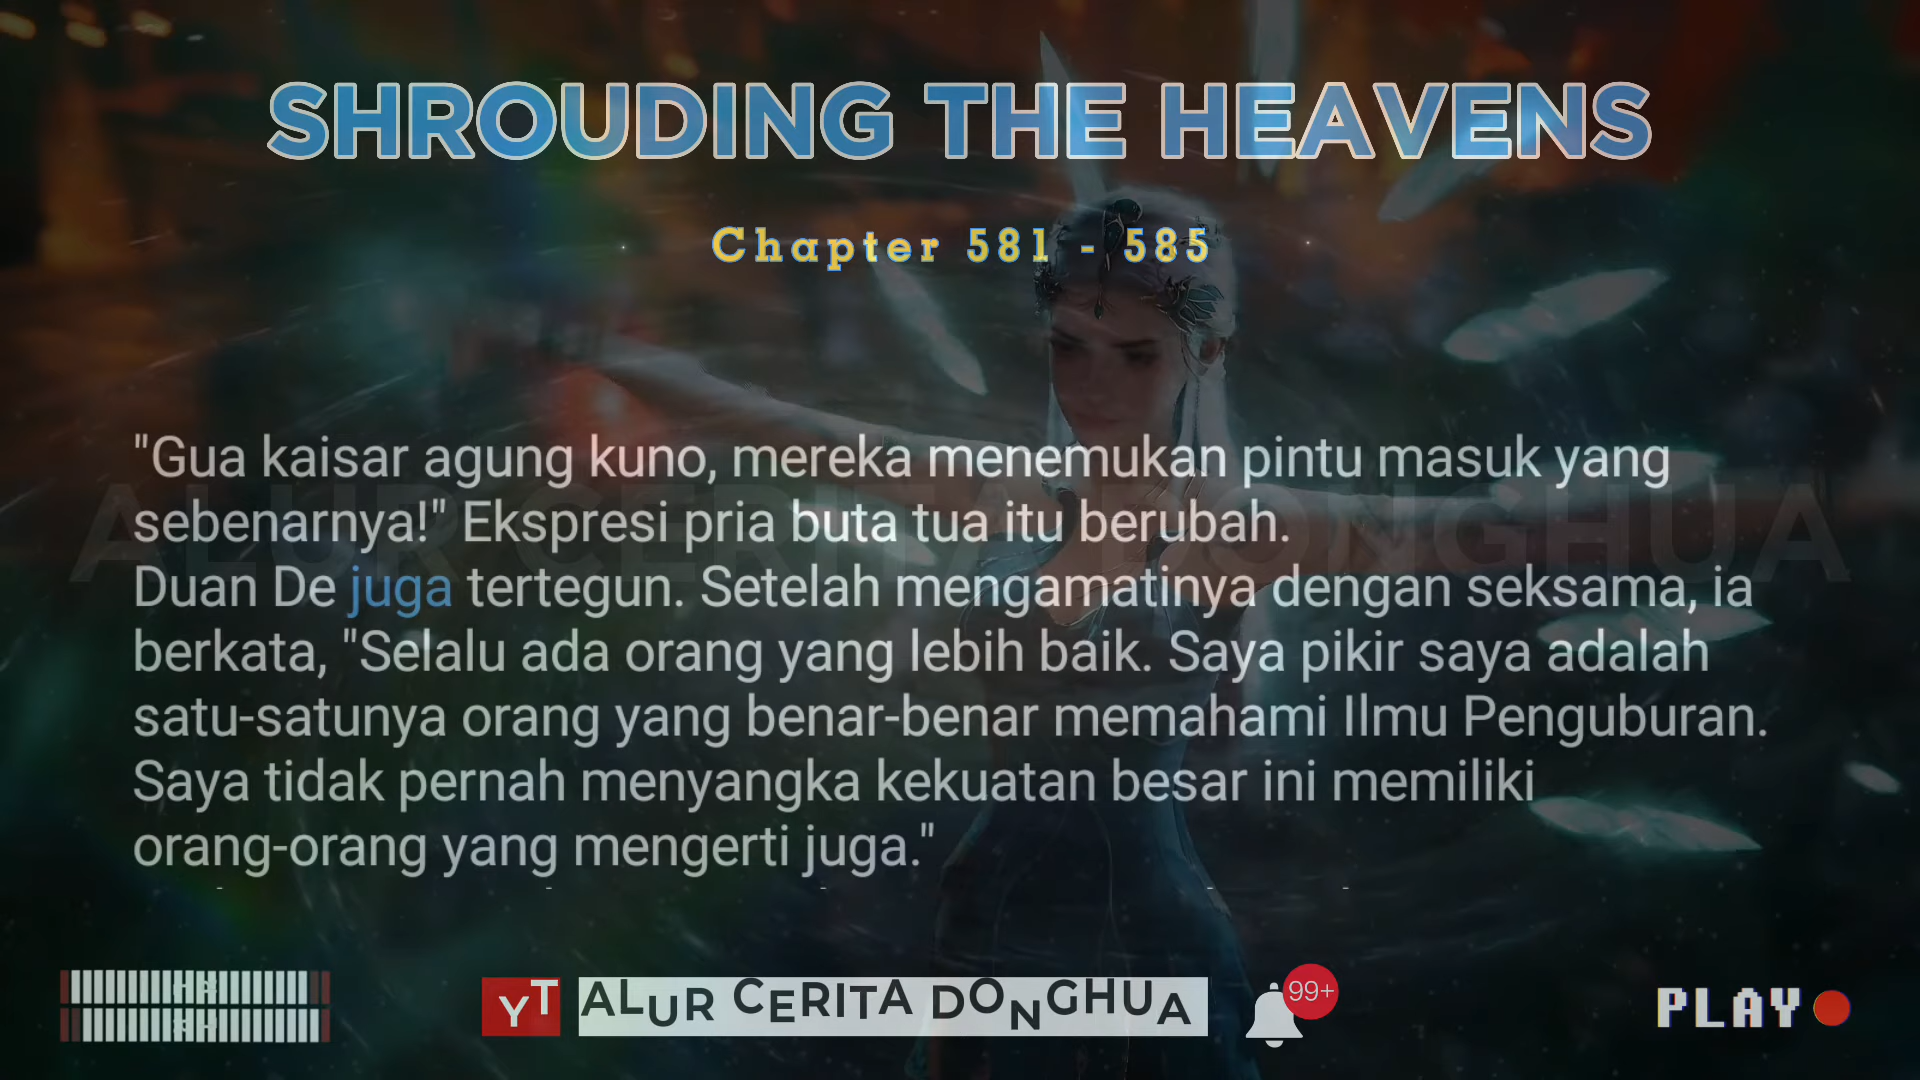 SHROUDING THE HEAVENS
Chapter 581 - 585
"Gua kaisar agung kuno, mereka menemukan pintu masuk yang
sebenarnya!" Ekspresi pria buta tua itu berubah.
Duan De juga tertegun. Setelah mengamatinya dengan seksama, ia
berkata, "Selalu ada orang yang lebih baik. Saya pikir saya adalah
satu-satunya orang yang benar-benar memahami Ilmu Penguburan.
Saya tidak pernah menyangka kekuatan besar ini memiliki
orang-orang yang mengerti juga."
ALUR CERITA DONGHUA
YT ALUR CERITA DONGHUA
99+
PLAY